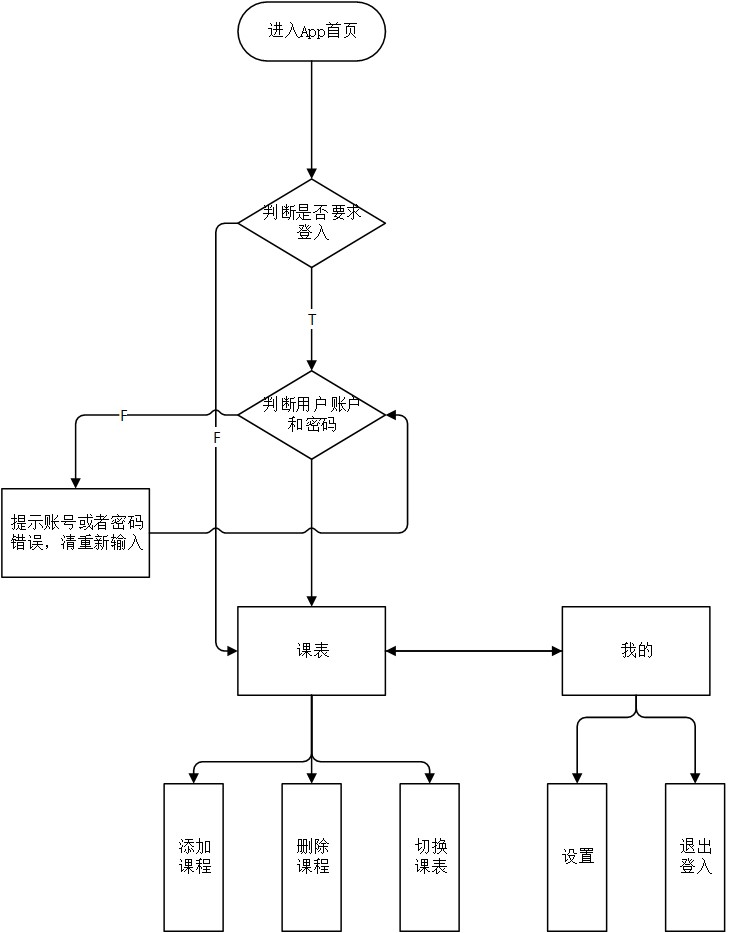 进入App首页
判断是否要求
登入
T
判断用户账户
和密码
F
F
提示账号或者密码
错误，清重新输入
课表
我的
添加
课程
删除
课程
切换
课表
设置
退出
登入